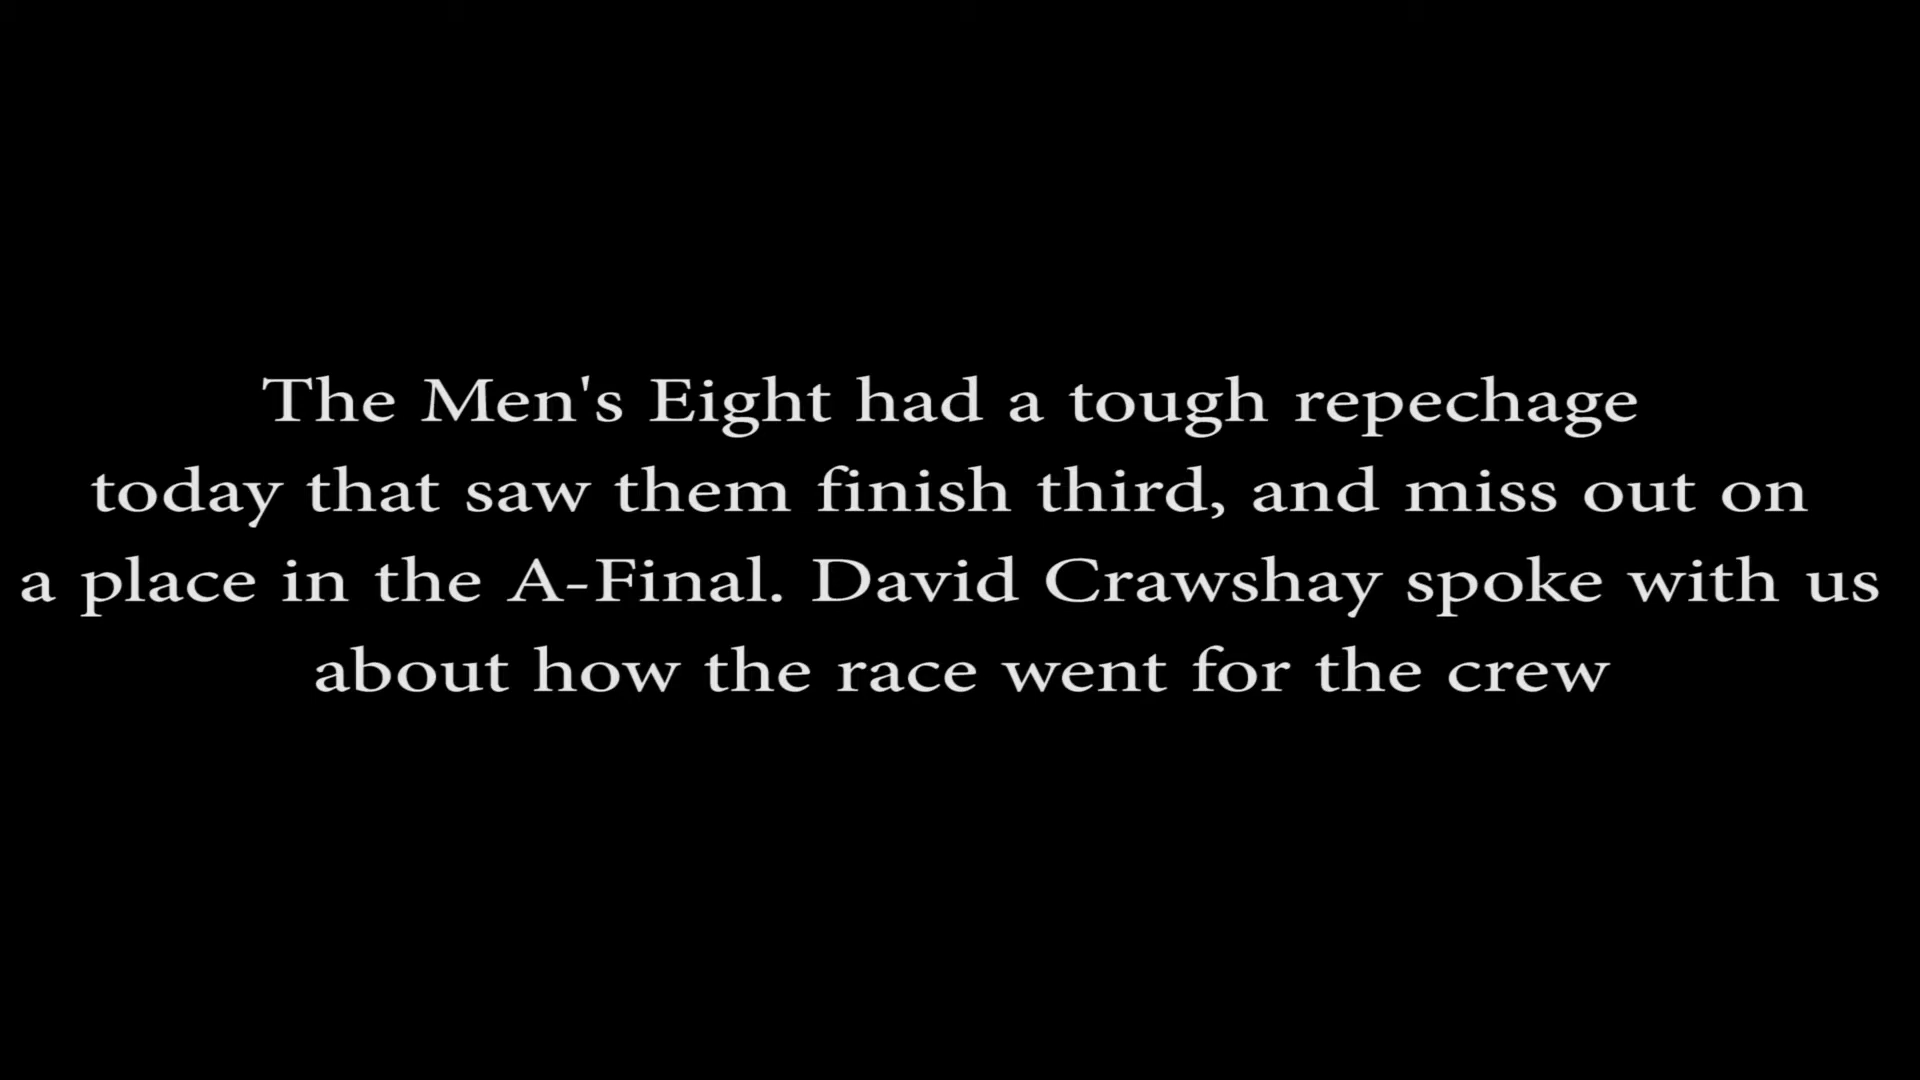 The Men's Eight had a tough repechage
today that saw them finish third, and miss out on
a place in the A-Final. David Crawshay spoke with us
about how the race went for the crew